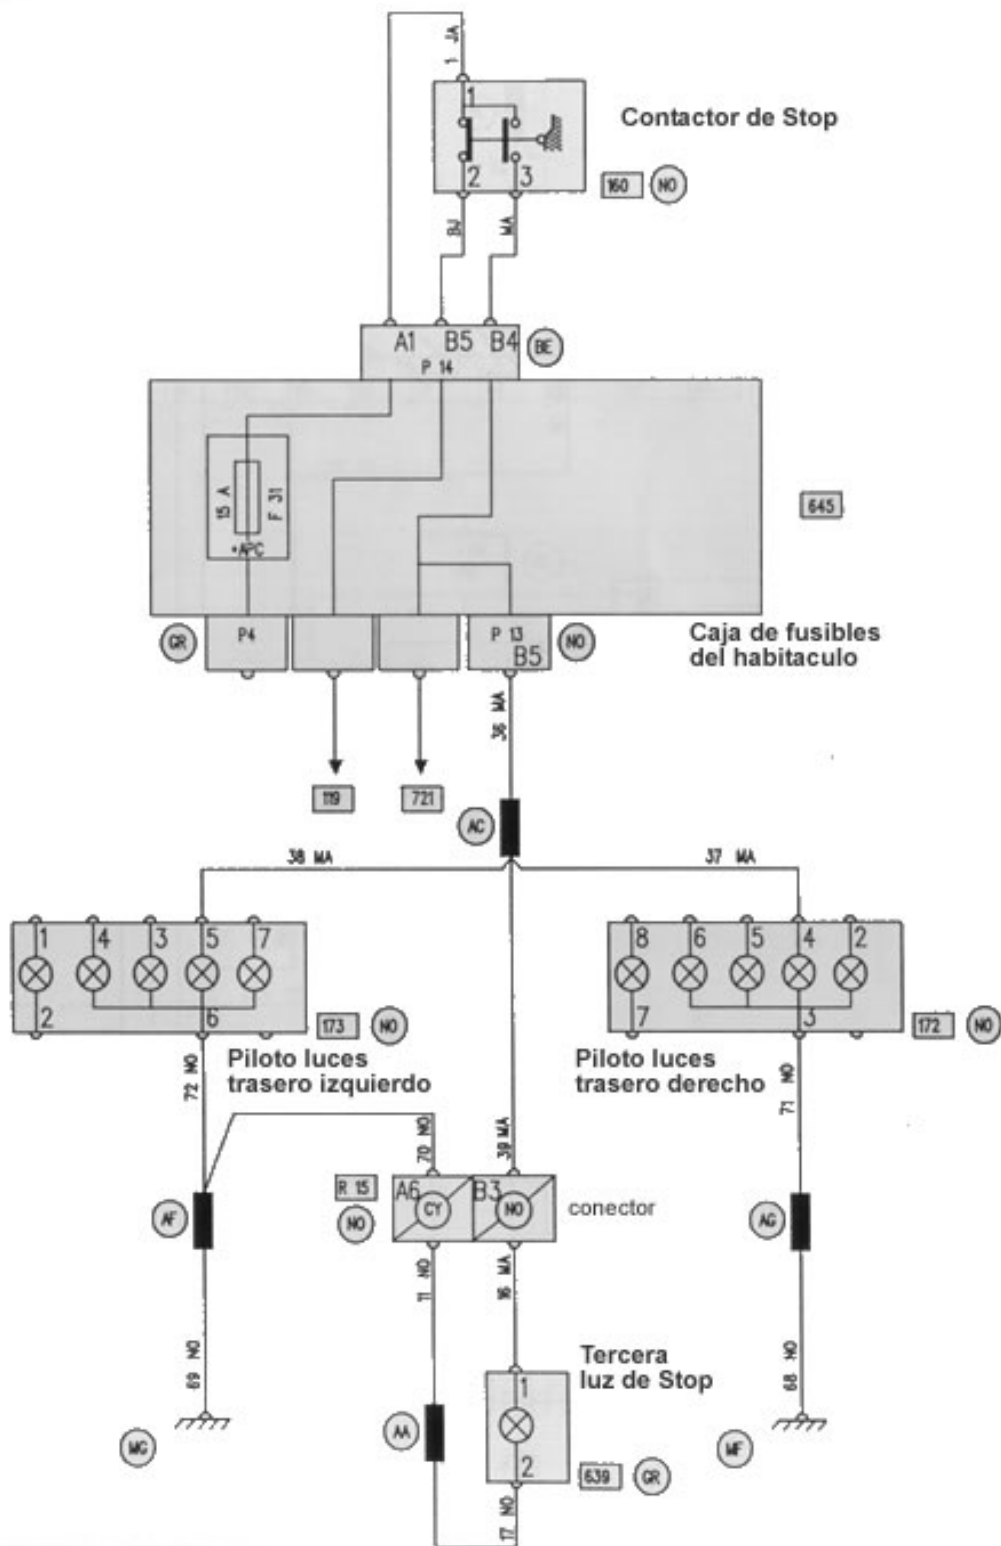 1 JA
1
Contactor de Stop
2 3
160 NO
BJ MA
A1 B5 B4 BE
P 14
15 A F 31
+APC
645
GR P4 P 13 NO
B5
Caja de fusibles
del habitaculo
36 MA
119 721
AC
38 MA 37 MA
1 4 3 5 7
8 6 5 4 2
2 6
7 3
173 NO
172 NO
Piloto luces
trasero izquierdo
Piloto luces
trasero derecho
72 NO
71 NO
70 NO 39 MA
R 15 A6 B3
NO CY NO
conector
AF AG
11 NO 16 MA
69 NO 68 NO
Tercera
luz de Stop
1
AA
MG MF
2
639 GR
17 NO